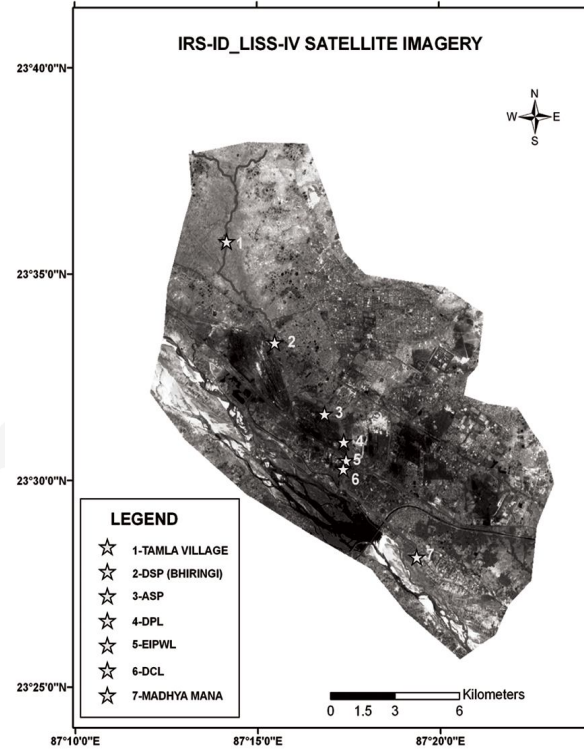 IRS-ID_LISS-IV SATELLITE IMAGERY
23°40'0"N
N
W E
S
1
23°35'0"N
2
3
4
5
23°30'0"N
6
LEGEND
1-TAMLA VILLAGE
2-DSP (BHIRINGI)
3-ASP
4-DPL
5-EIPWL
6-DCL
7-MADHYA MANA
7
23°25'0"N
Kilometers
0 1.5 3 6
87°10'0"E 87°15'0"E 87°20'0"E